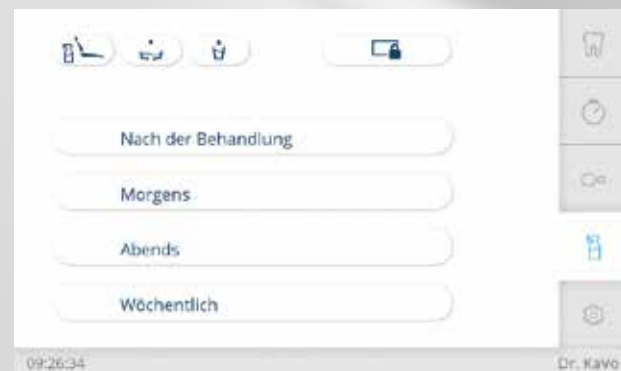 Nach der Behandlung
Morgens
Abends
Wöchentlich
09:26:34
Dr. KaVo